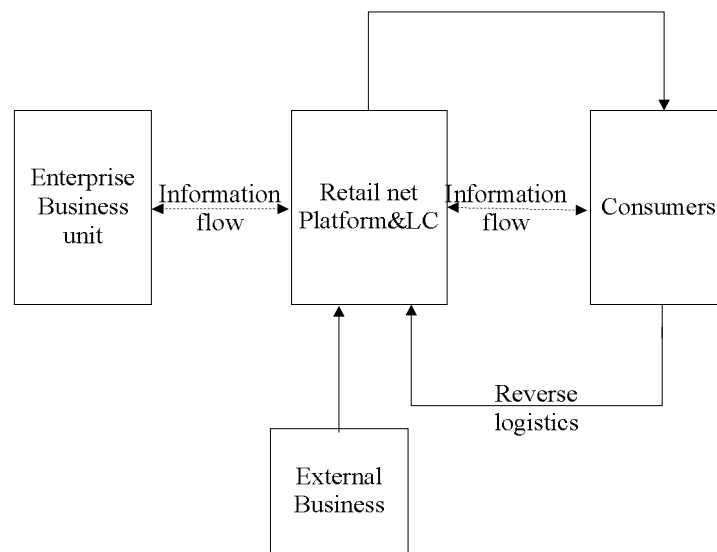 Enterprise
Business
unit
Information
flow
Retail net
Platform&LC
Information
flow
Consumers
Reverse
logistics
External
Business